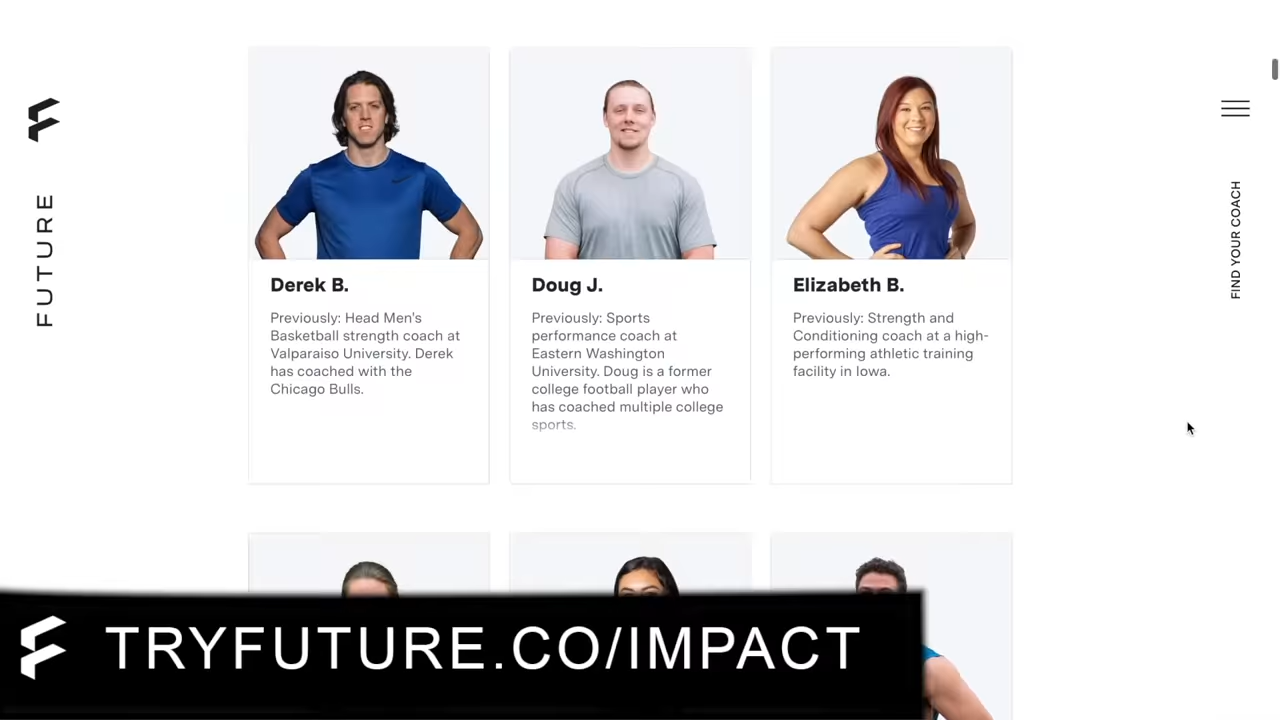 FUTURE
FIND YOUR COACH
Derek B.
Previously: Head Men's
Basketball strength coach at
Valparaiso University. Derek
has coached with the
Chicago Bulls.
Doug J.
Previously: Sports
performance coach at
Eastern Washington
University. Doug is a former
college football player who
has coached multiple college
sports.
Elizabeth B.
Previously: Strength and
Conditioning coach at a high-
performing athletic training
facility in Iowa.
TRYFUTURE.CO/IMPACT